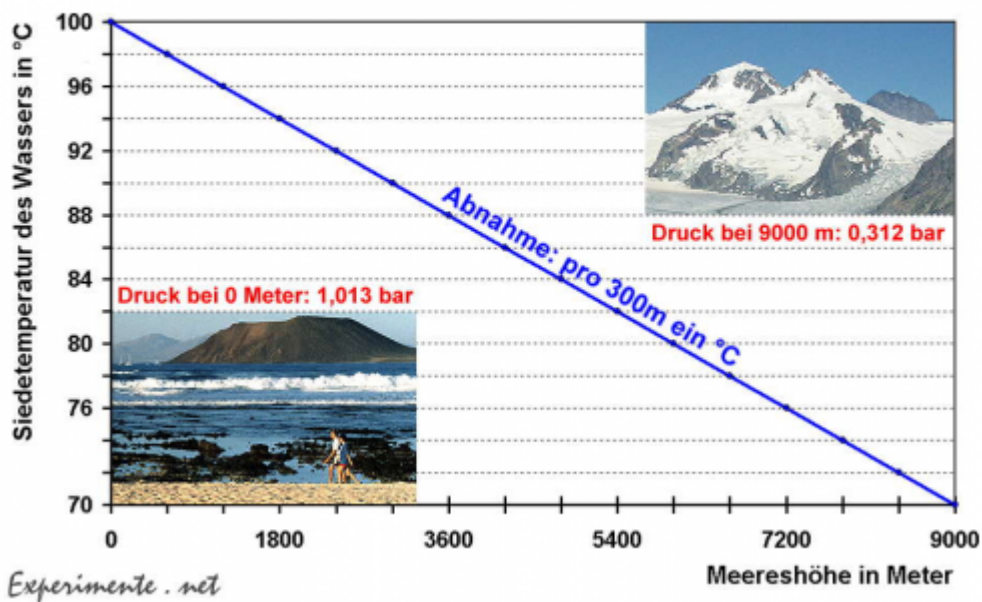 Siedetemperatur des Wassers in °C
100
96
92
88
84
80
76
70
Abnahme: pro 300m ein °C
Druck bei 9000 m: 0,312 bar
Druck bei 0 Meter: 1,013 bar
0 1800 3600 5400 7200 9000
Meereshöhe in Meter
Experimente . net